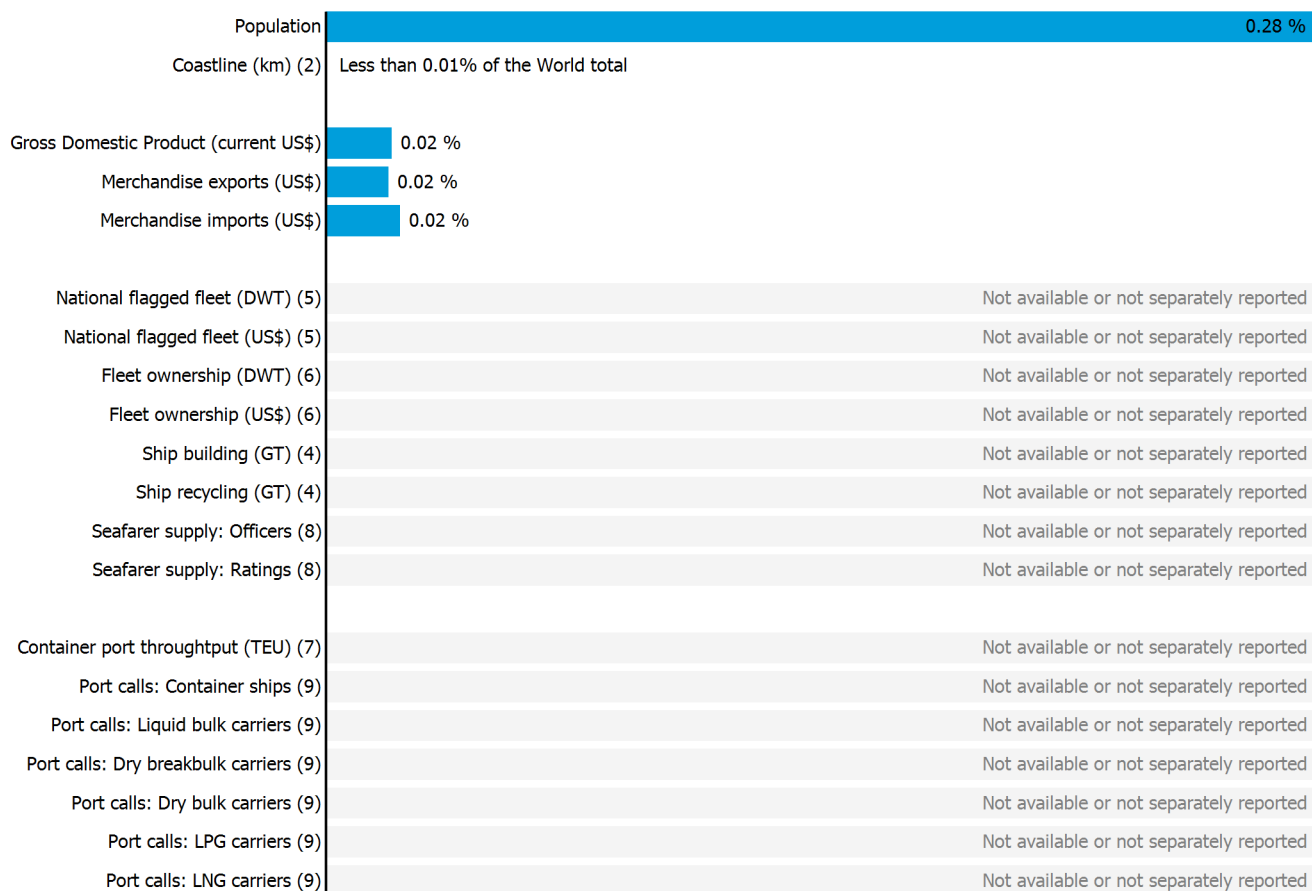 Population 0.28 %
Coastline (km) (2) Less than 0.01% of the World total
Gross Domestic Product (current US$) 0.02 %
Merchandise exports (US$) 0.02 %
Merchandise imports (US$) 0.02 %
National flagged fleet (DWT) (5) Not available or not separately reported
National flagged fleet (US$) (5) Not available or not separately reported
Fleet ownership (DWT) (6) Not available or not separately reported
Fleet ownership (US$) (6) Not available or not separately reported
Ship building (GT) (4) Not available or not separately reported
Ship recycling (GT) (4) Not available or not separately reported
Seafarer supply: Officers (8) Not available or not separately reported
Seafarer supply: Ratings (8) Not available or not separately reported
Container port throughtput (TEU) (7) Not available or not separately reported
Port calls: Container ships (9) Not available or not separately reported
Port calls: Liquid bulk carriers (9) Not available or not separately reported
Port calls: Dry breakbulk carriers (9) Not available or not separately reported
Port calls: Dry bulk carriers (9) Not available or not separately reported
Port calls: LPG carriers (9) Not available or not separately reported
Port calls: LNG carriers (9) Not available or not separately reported